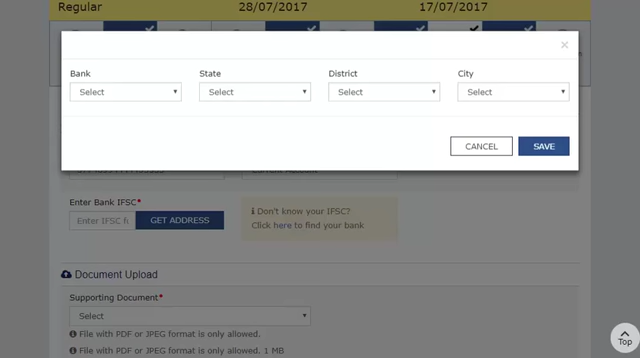 Regular 28/07/2017 17/07/2017
×
Bank State District City
Select Select Select Select
CANCEL SAVE
Enter Bank IFSC*
Enter IFSC GET ADDRESS
Don't know your IFSC?
Click here to find your bank
Document Upload
Supporting Document*
Select
File with PDF or JPEG format is only allowed.
File with PDF or JPEG format is only allowed. 1 MB
Top